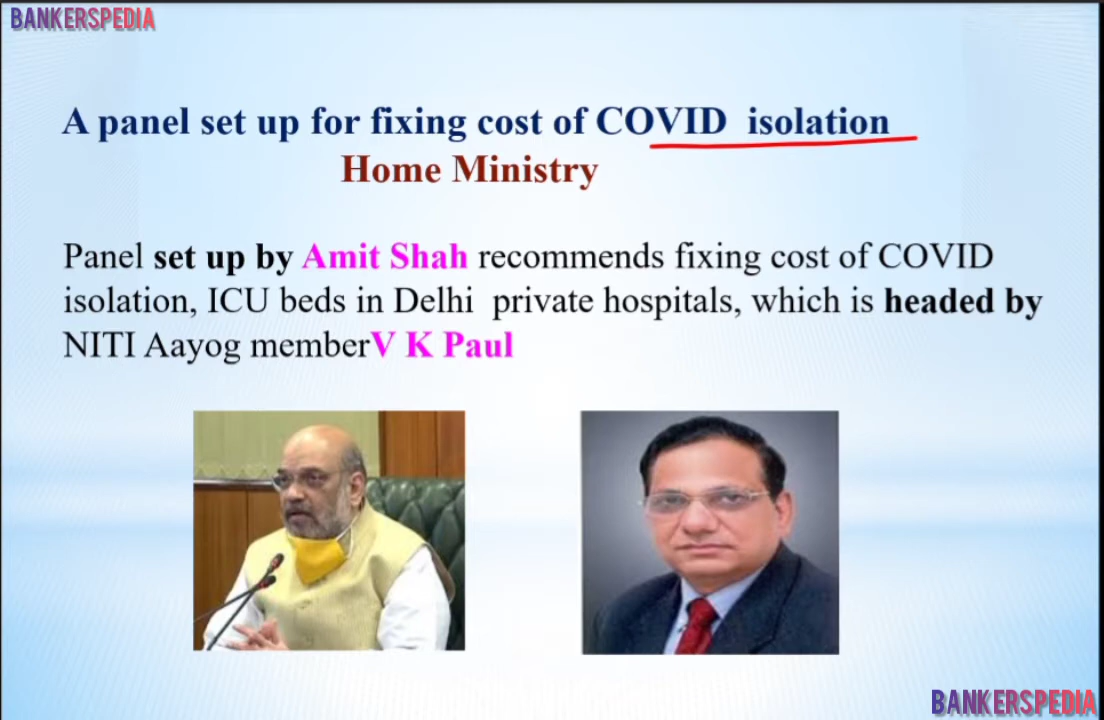 BANKERSPEDIA
A panel set up for fixing cost of COVID isolation
Home Ministry
Panel set up by Amit Shah recommends fixing cost of COVID
isolation, ICU beds in Delhi private hospitals, which is headed by
NITI Aayog memberV K Paul
BANKERSPEDIA